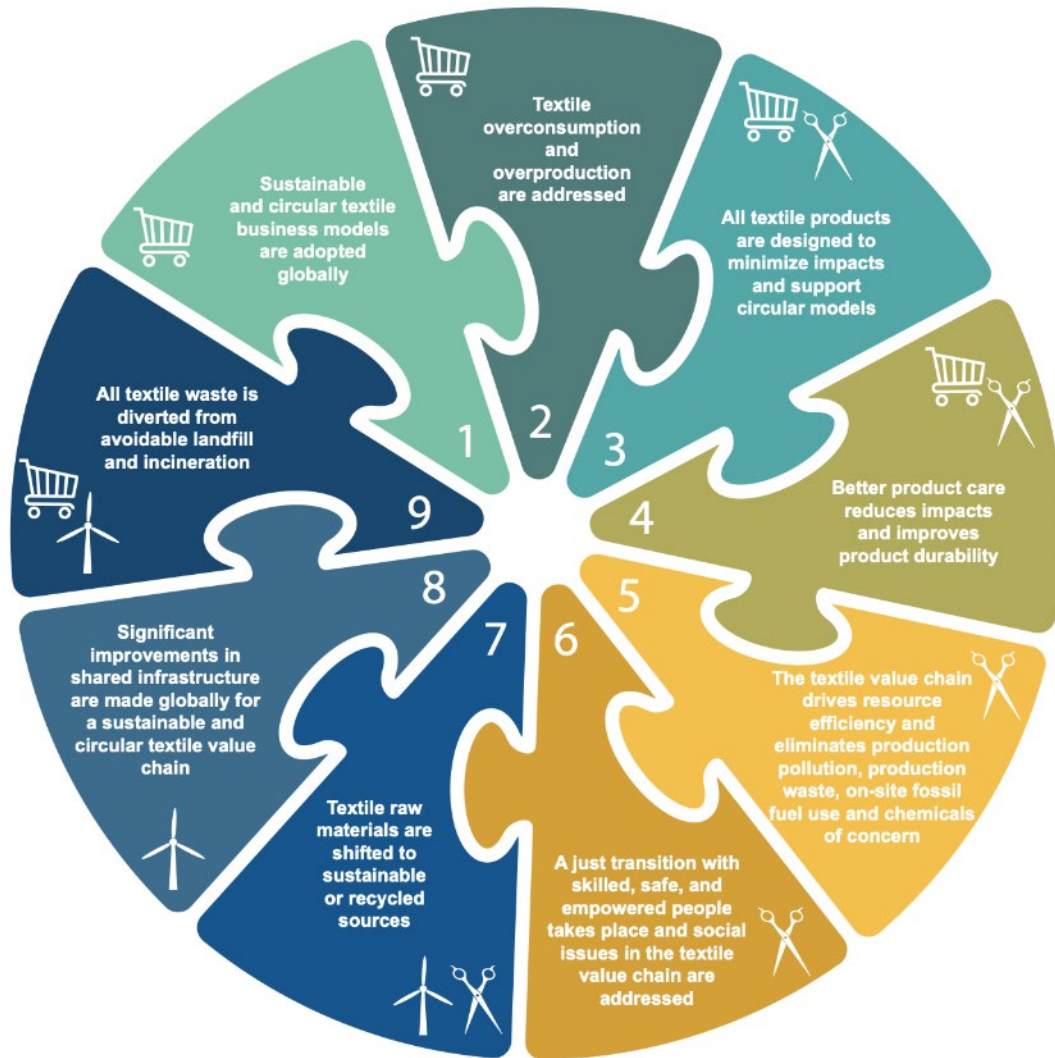 Sustainable
and circular textile
business models
are adopted
globally
1
Textile
overconsumption
and
overproduction
are addressed
2
All textile products
are designed to
minimize impacts
and support
circular models
3
Better product care
reduces impacts
and improves
product durability
4
The textile value chain
drives resource
efficiency and
eliminates production
pollution, production
waste, on-site fossil
fuel use and chemicals
of concern
5
A just transition with
skilled, safe, and
empowered people
takes place and social
issues in the textile
value chain are
addressed
6
Textile raw
materials are
shifted to
sustainable
or recycled
sources
7
Significant
improvements in
shared infrastructure
are made globally for
a sustainable and
circular textile value
chain
8
All textile waste is
diverted from
avoidable landfill
and incineration
9